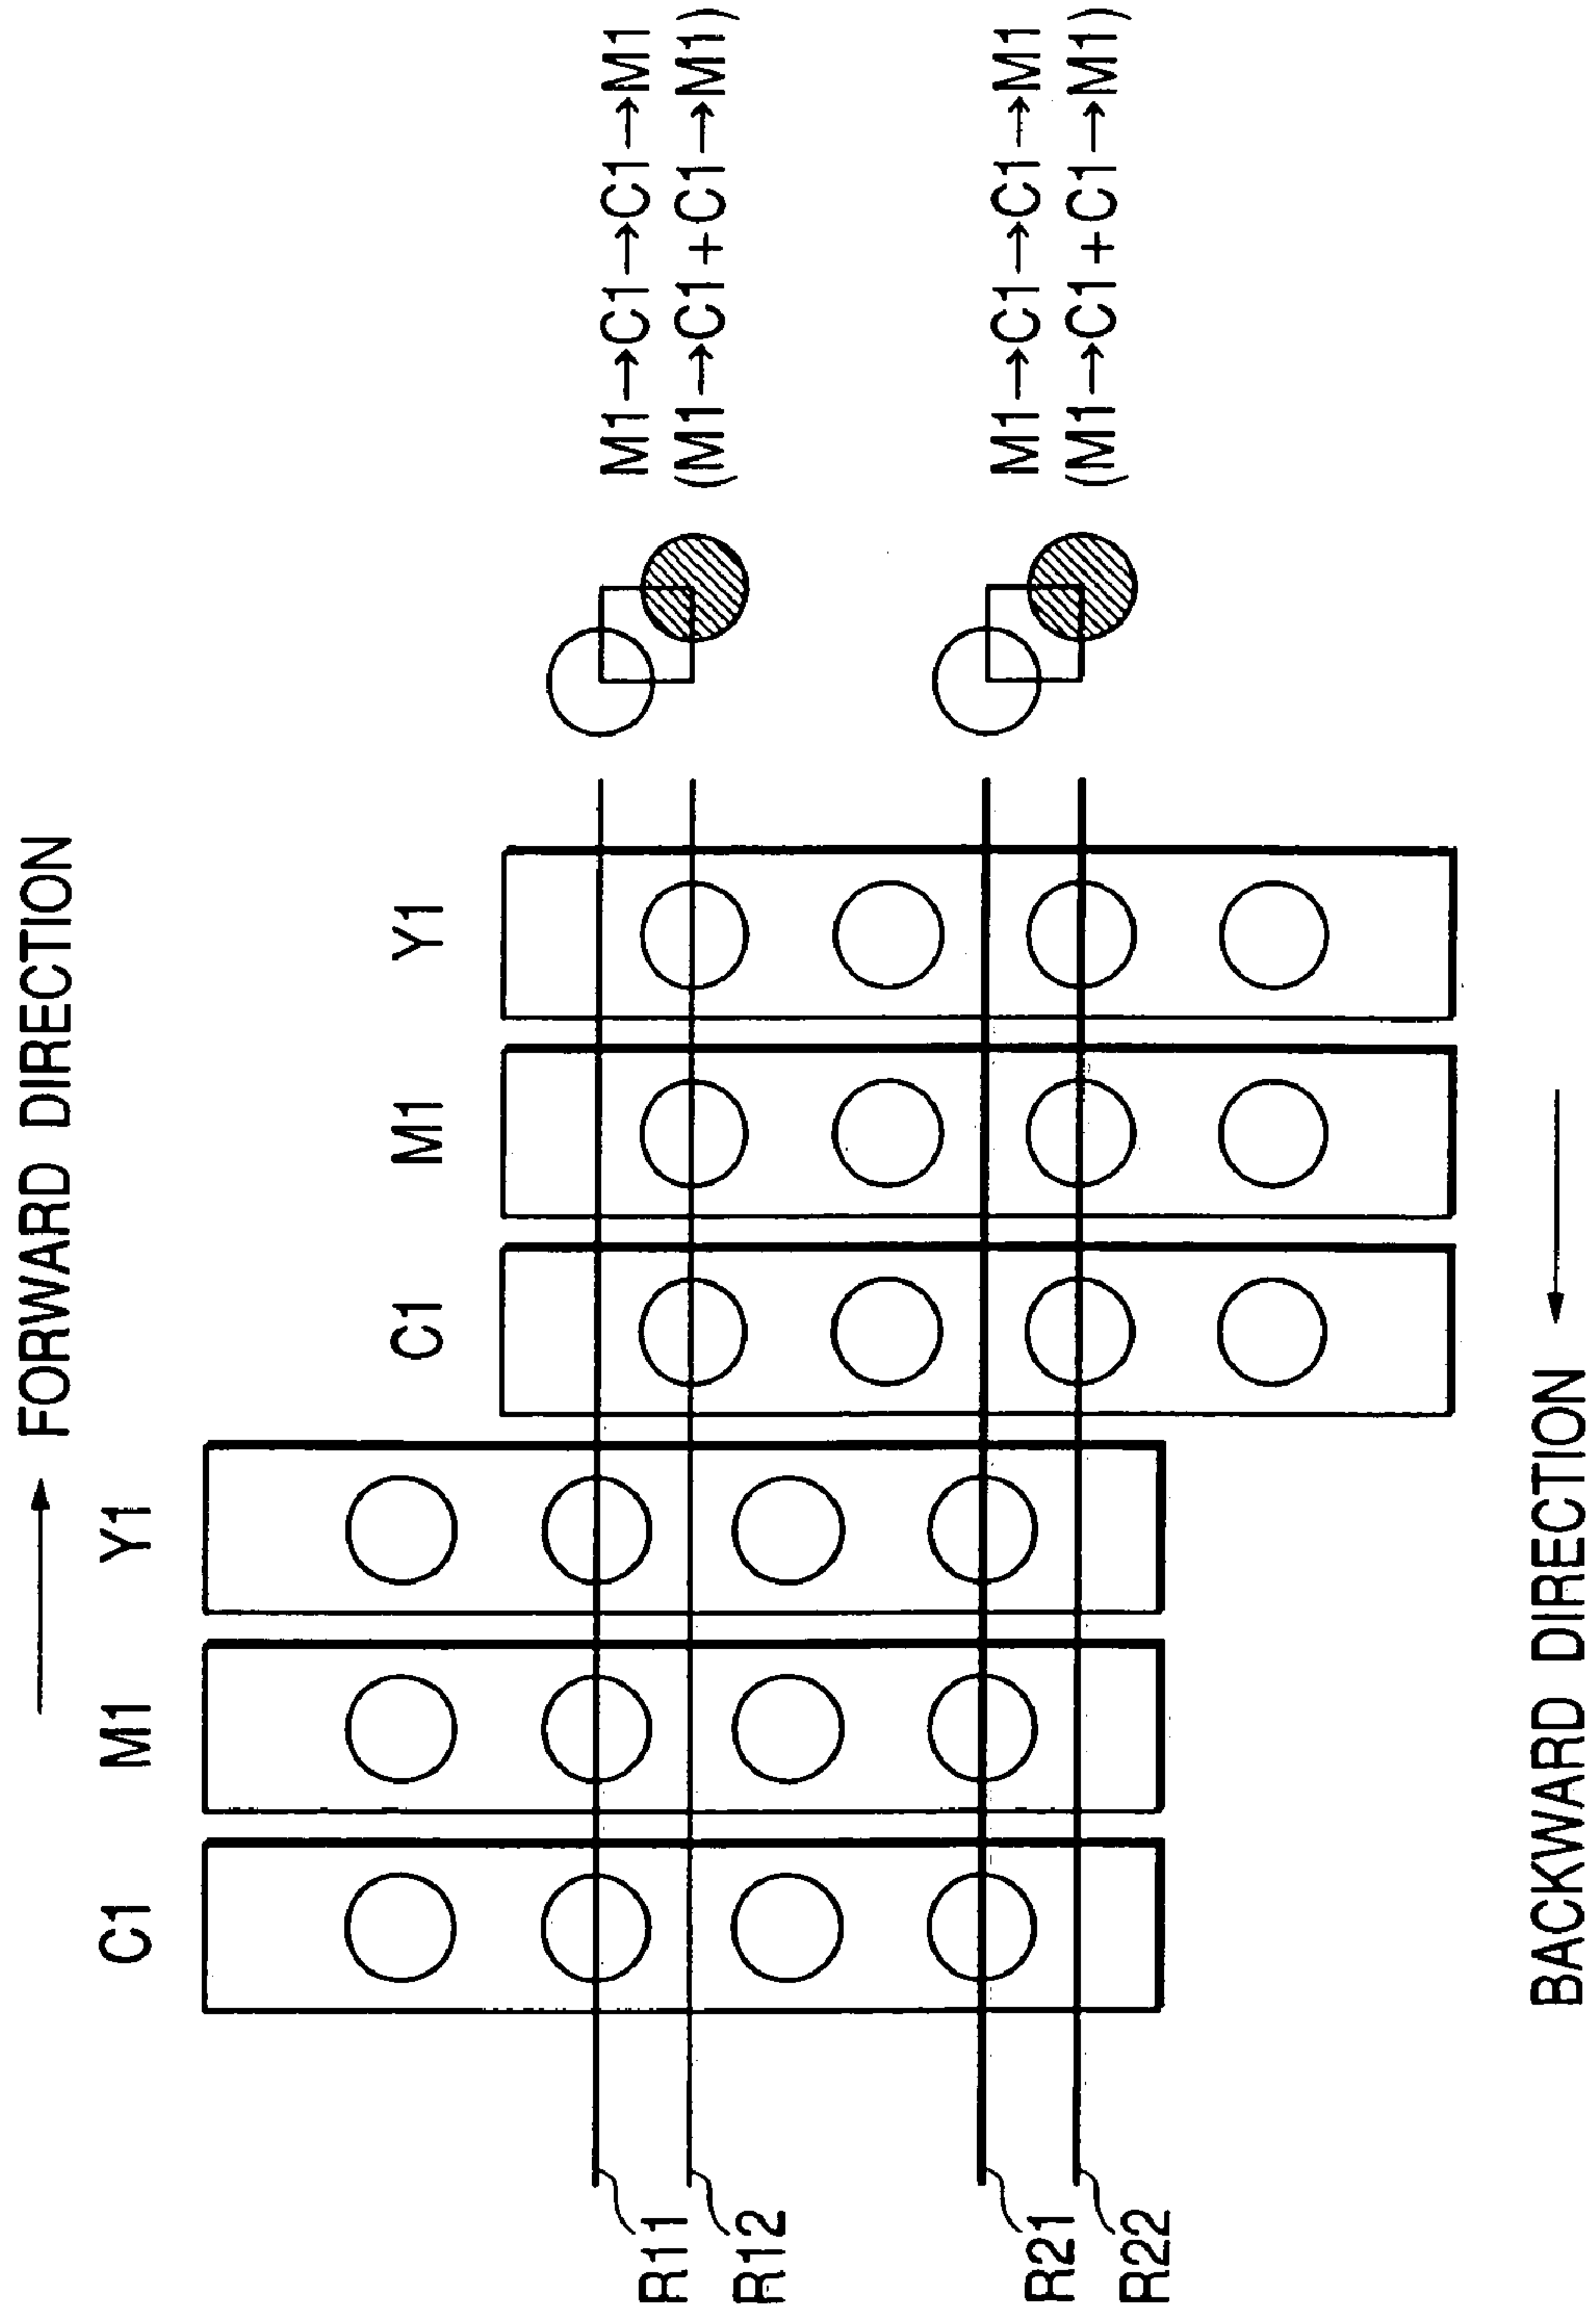 FORWARD DIRECTION
C1 M1 Y1
C1 M1 Y1
R11
M1→C1→C1→M1
R12
(M1→C1+C1→M1)
R21
M1→C1→C1→M1
R22
(M1→C1+C1→M1)
BACKWARD DIRECTION